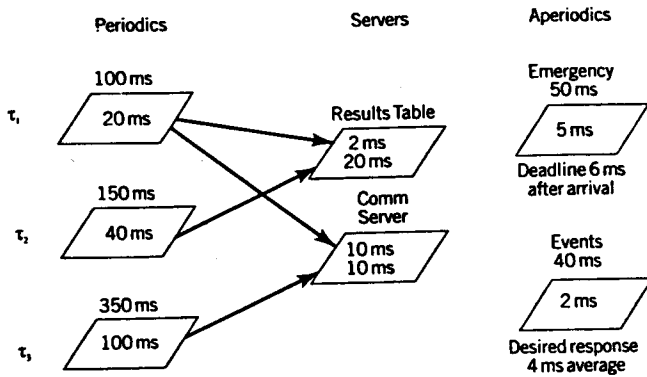 Periodics Servers Aperiodics
100 ms
τ₁
20 ms
150 ms
τ₂
40 ms
350 ms
τ₃
100 ms
Results Table
2 ms
20 ms
Comm
Server
10 ms
10 ms
Emergency
50 ms
5 ms
Deadline 6 ms
after arrival
Events
40 ms
2 ms
Desired response
4 ms average